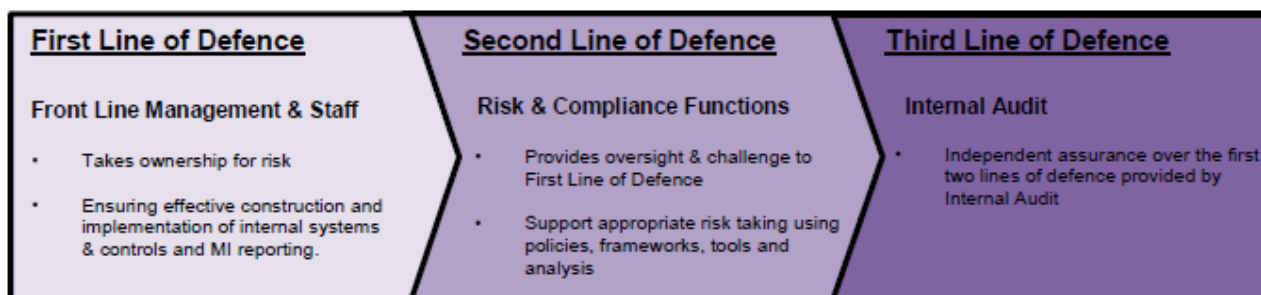 First Line of Defence
Front Line Management & Staff
• Takes ownership for risk
• Ensuring effective construction and
implementation of internal systems
& controls and MI reporting.
Second Line of Defence
Risk & Compliance Functions
• Provides oversight & challenge to
First Line of Defence
• Support appropriate risk taking using
policies, frameworks, tools and
analysis
Third Line of Defence
Internal Audit
• Independent assurance over the first
two lines of defence provided by
Internal Audit